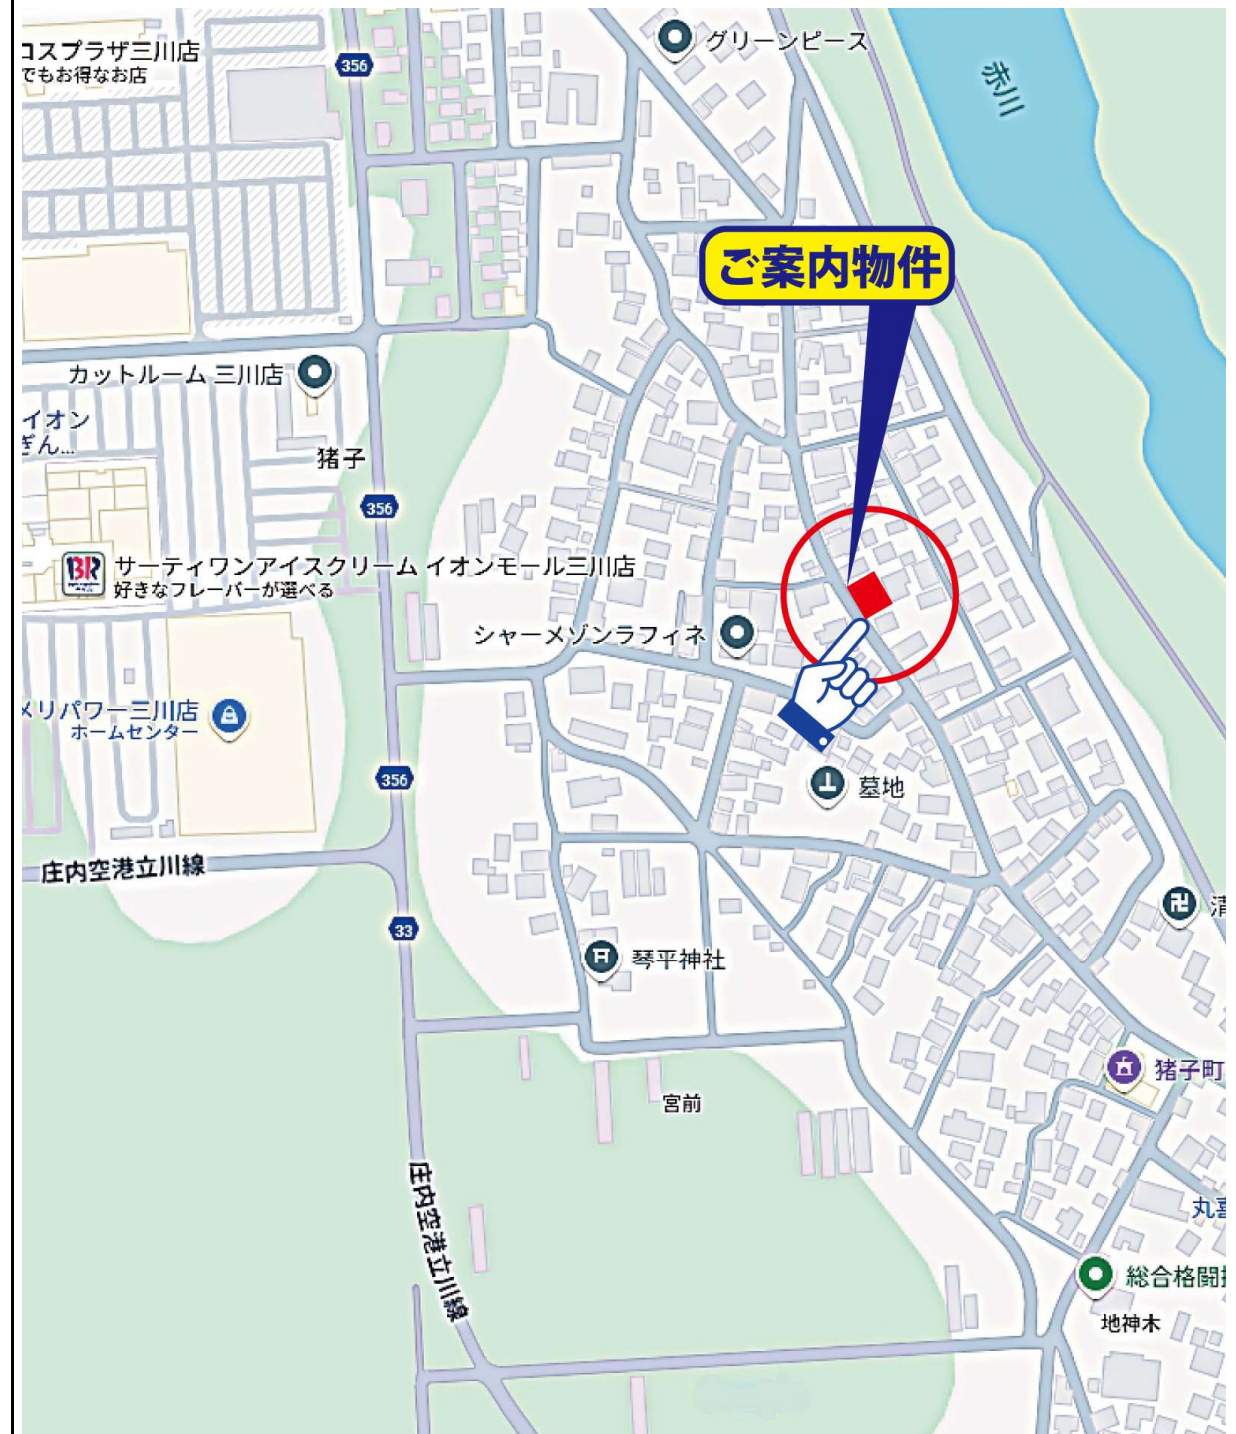 コスプラザ三川店
でもお得なお店
356
グリーンピース
赤川
ご案内物件
カットルーム 三川店
イオン
ぎん...
猪子
356
BR
サーティワンアイスクリーム イオンモール三川店
好きなフレーバーが選べる
シャーメゾンラフィネ
メリパワー三川店
ホームセンター
356
墓地
庄内空港立川線
33
清
琴平神社
猪子町
宮前
庄内空港立川線
丸喜
総合格闘技
地神木